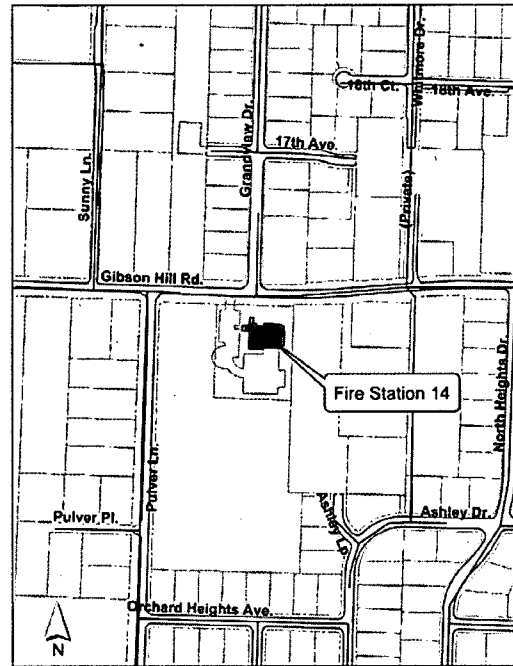 16th Ct.
Whitmore Dr.
18th Ave.
Grandview Dr.
17th Ave.
Sunny Ln.
(Private)
Gibson Hill Rd.
Fire Station 14
North Heights Dr.
Pulver Ln.
Pulver Pl.
Ashley Lp
Ashley Dr.
Orchard Heights Ave.
N